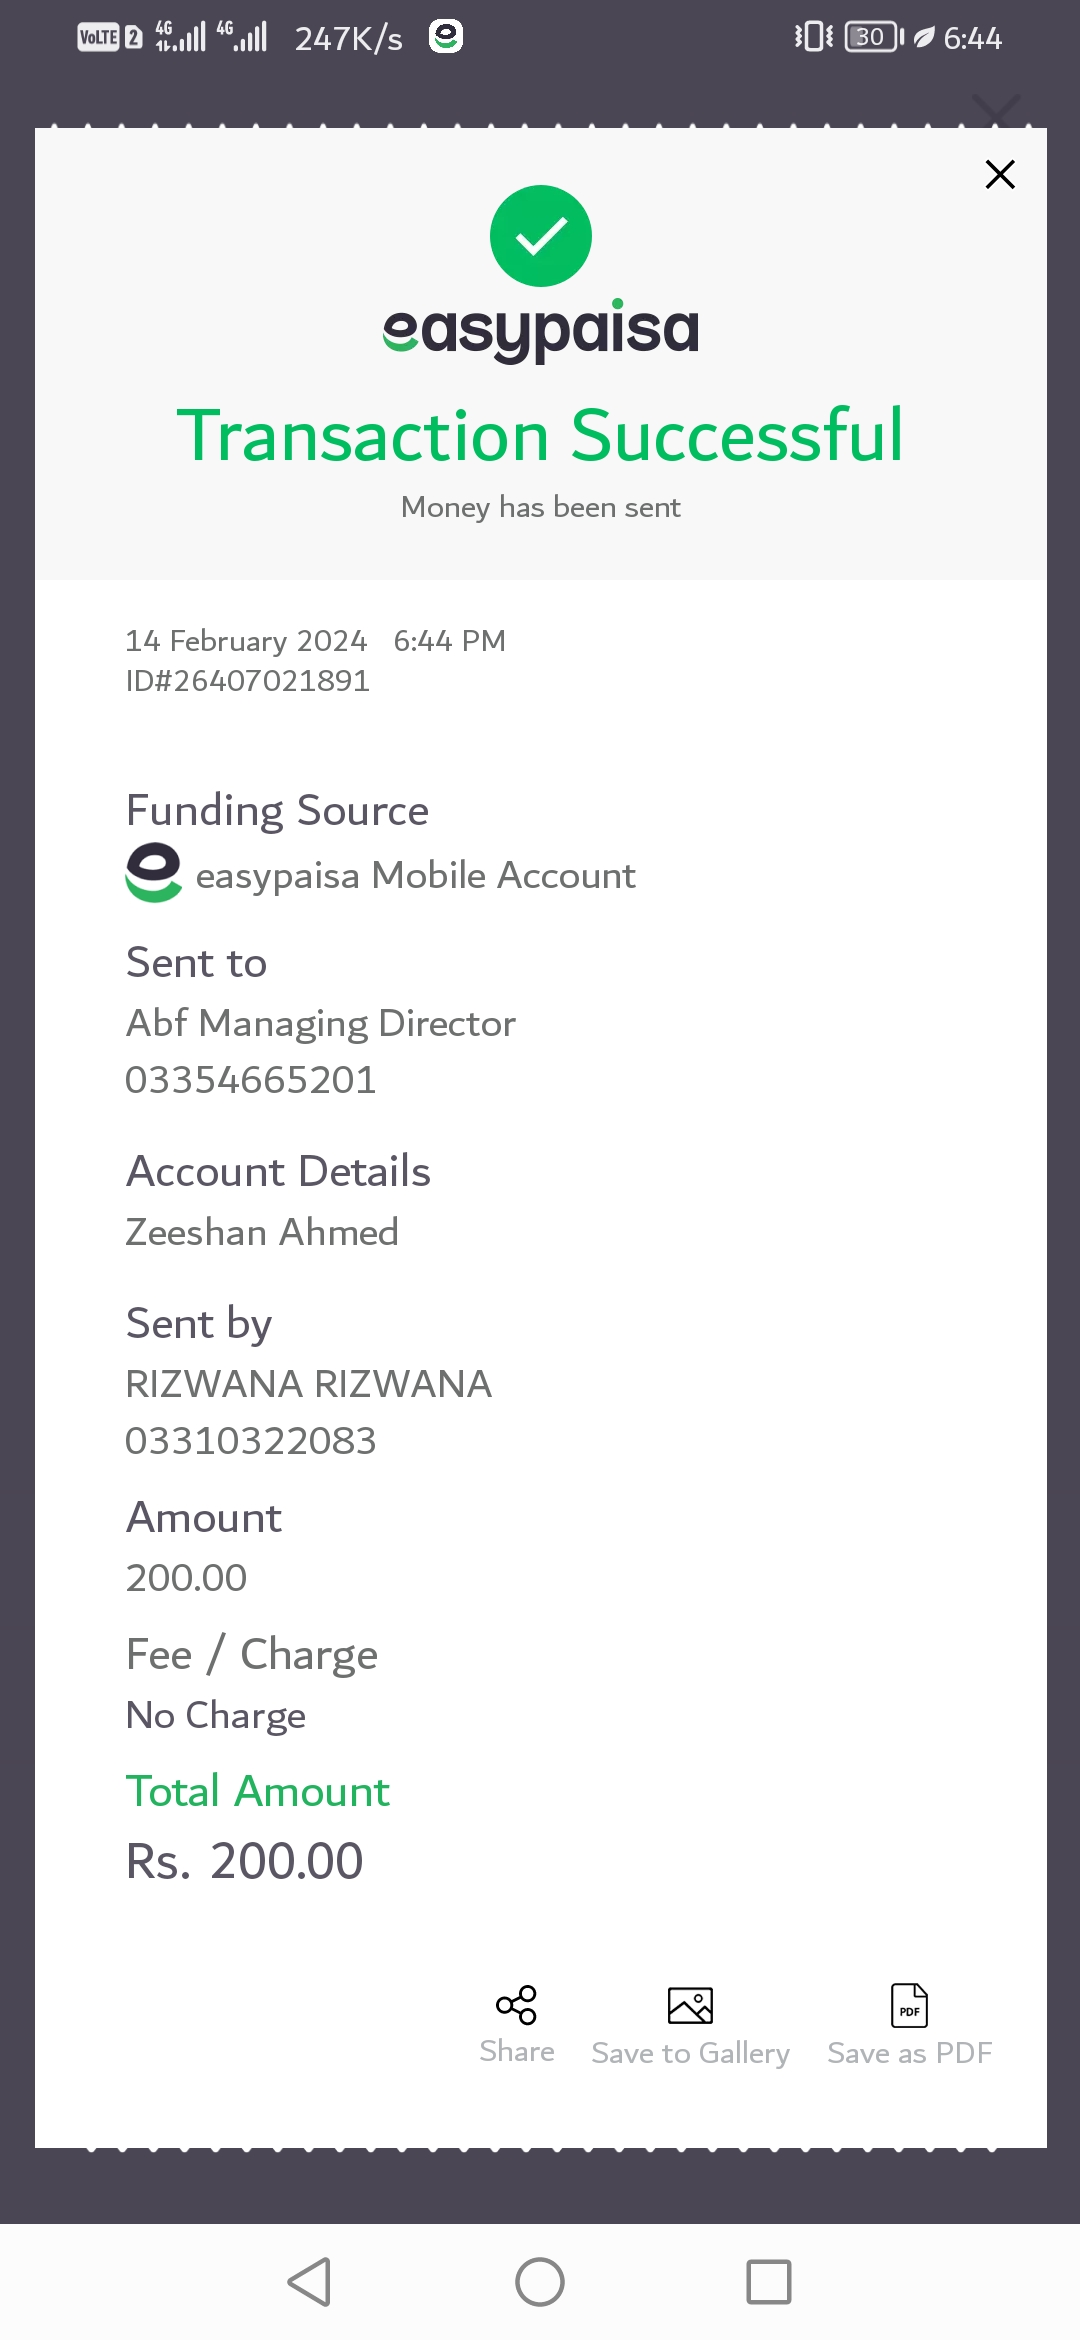 VoLTE 2 4G 4G 247K/s 30 6:44
easypaisa
Transaction Successful
Money has been sent
14 February 2024 6:44 PM
ID#26407021891
Funding Source
easypaisa Mobile Account
Sent to
Abf Managing Director
03354665201
Account Details
Zeeshan Ahmed
Sent by
RIZWANA RIZWANA
03310322083
Amount
200.00
Fee / Charge
No Charge
Total Amount
Rs. 200.00
PDF
Share Save to Gallery Save as PDF